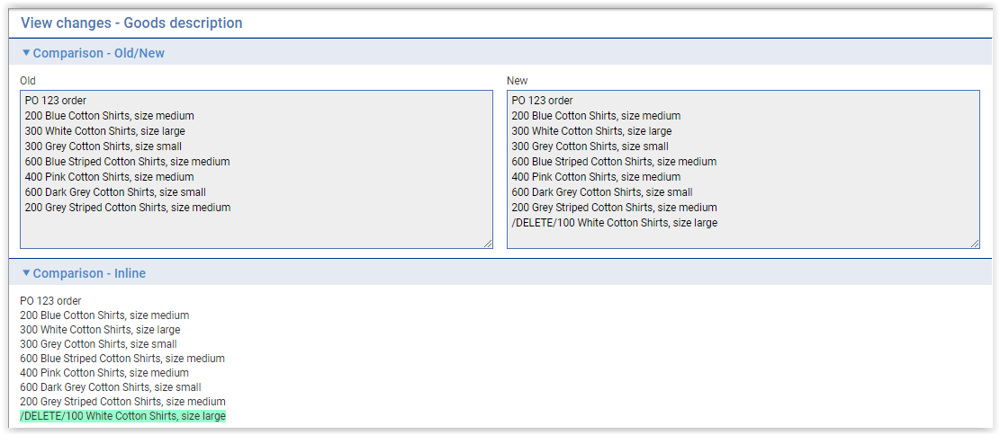 View changes - Goods description
Comparison - Old/New
Old
PO 123 order
200 Blue Cotton Shirts, size medium
300 White Cotton Shirts, size large
300 Grey Cotton Shirts, size small
600 Blue Striped Cotton Shirts, size medium
400 Pink Cotton Shirts, size medium
600 Dark Grey Cotton Shirts, size small
200 Grey Striped Cotton Shirts, size medium
New
PO 123 order
200 Blue Cotton Shirts, size medium
300 White Cotton Shirts, size large
300 Grey Cotton Shirts, size small
600 Blue Striped Cotton Shirts, size medium
400 Pink Cotton Shirts, size medium
600 Dark Grey Cotton Shirts, size small
200 Grey Striped Cotton Shirts, size medium
/DELETE/100 White Cotton Shirts, size large
Comparison - Inline
PO 123 order
200 Blue Cotton Shirts, size medium
300 White Cotton Shirts, size large
300 Grey Cotton Shirts, size small
600 Blue Striped Cotton Shirts, size medium
400 Pink Cotton Shirts, size medium
600 Dark Grey Cotton Shirts, size small
200 Grey Striped Cotton Shirts, size medium
/DELETE/100 White Cotton Shirts, size large